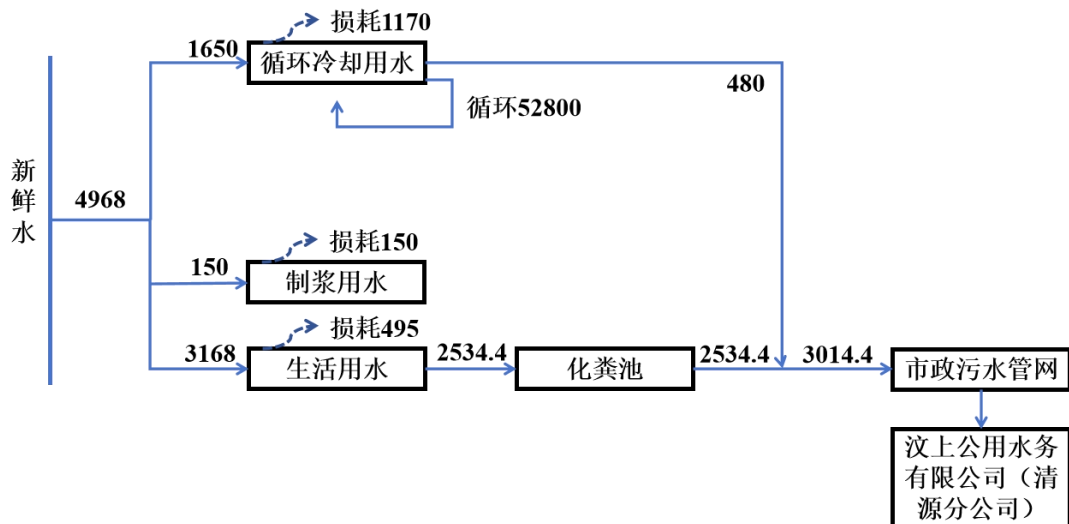 损耗1170
1650
循环冷却用水
480
循环52800
新
鲜
水
4968
损耗150
150
制浆用水
损耗495
3168
生活用水
2534.4
化粪池
2534.4
3014.4
市政污水管网
汶上公用水务
有限公司（清
源分公司）